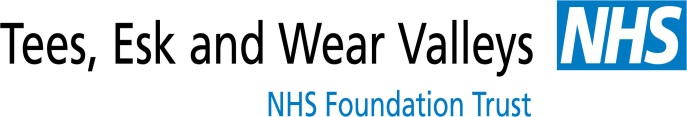 Tees, Esk and Wear Valleys NHS
NHS Foundation Trust